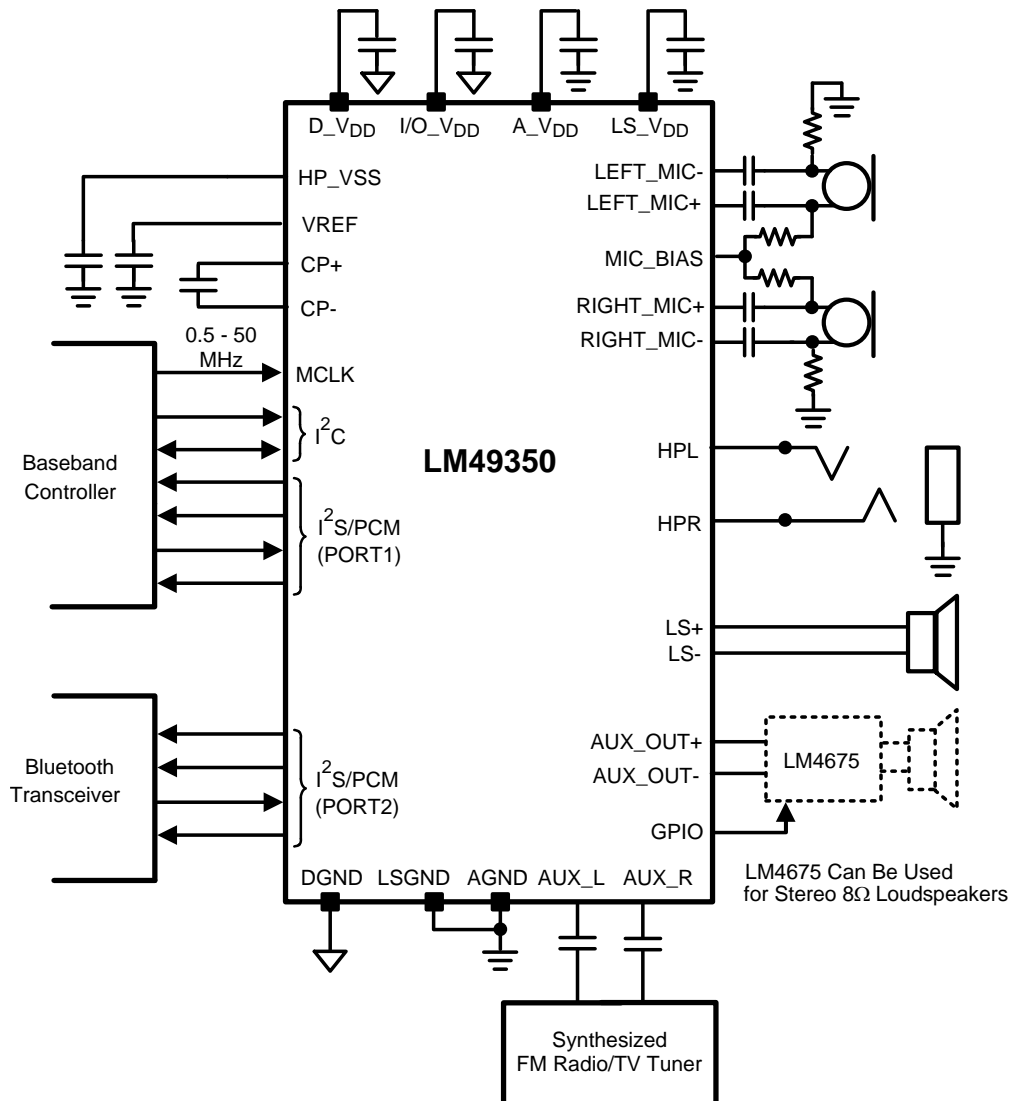 D_VDD I/O_VDD A_VDD LS_VDD
HP_VSS
VREF
CP+
CP-
0.5 - 50
MHz
MCLK
I2C
I2S/PCM
(PORT1)
Baseband
Controller
LM49350
LEFT_MIC-
LEFT_MIC+
MIC_BIAS
RIGHT_MIC+
RIGHT_MIC-
HPL
HPR
LS+
LS-
AUX_OUT+
AUX_OUT-
GPIO
LM4675
LM4675 Can Be Used
for Stereo 8Ω Loudspeakers
Bluetooth
Transceiver
I2S/PCM
(PORT2)
DGND LSGND AGND AUX_L AUX_R
Synthesized
FM Radio/TV Tuner